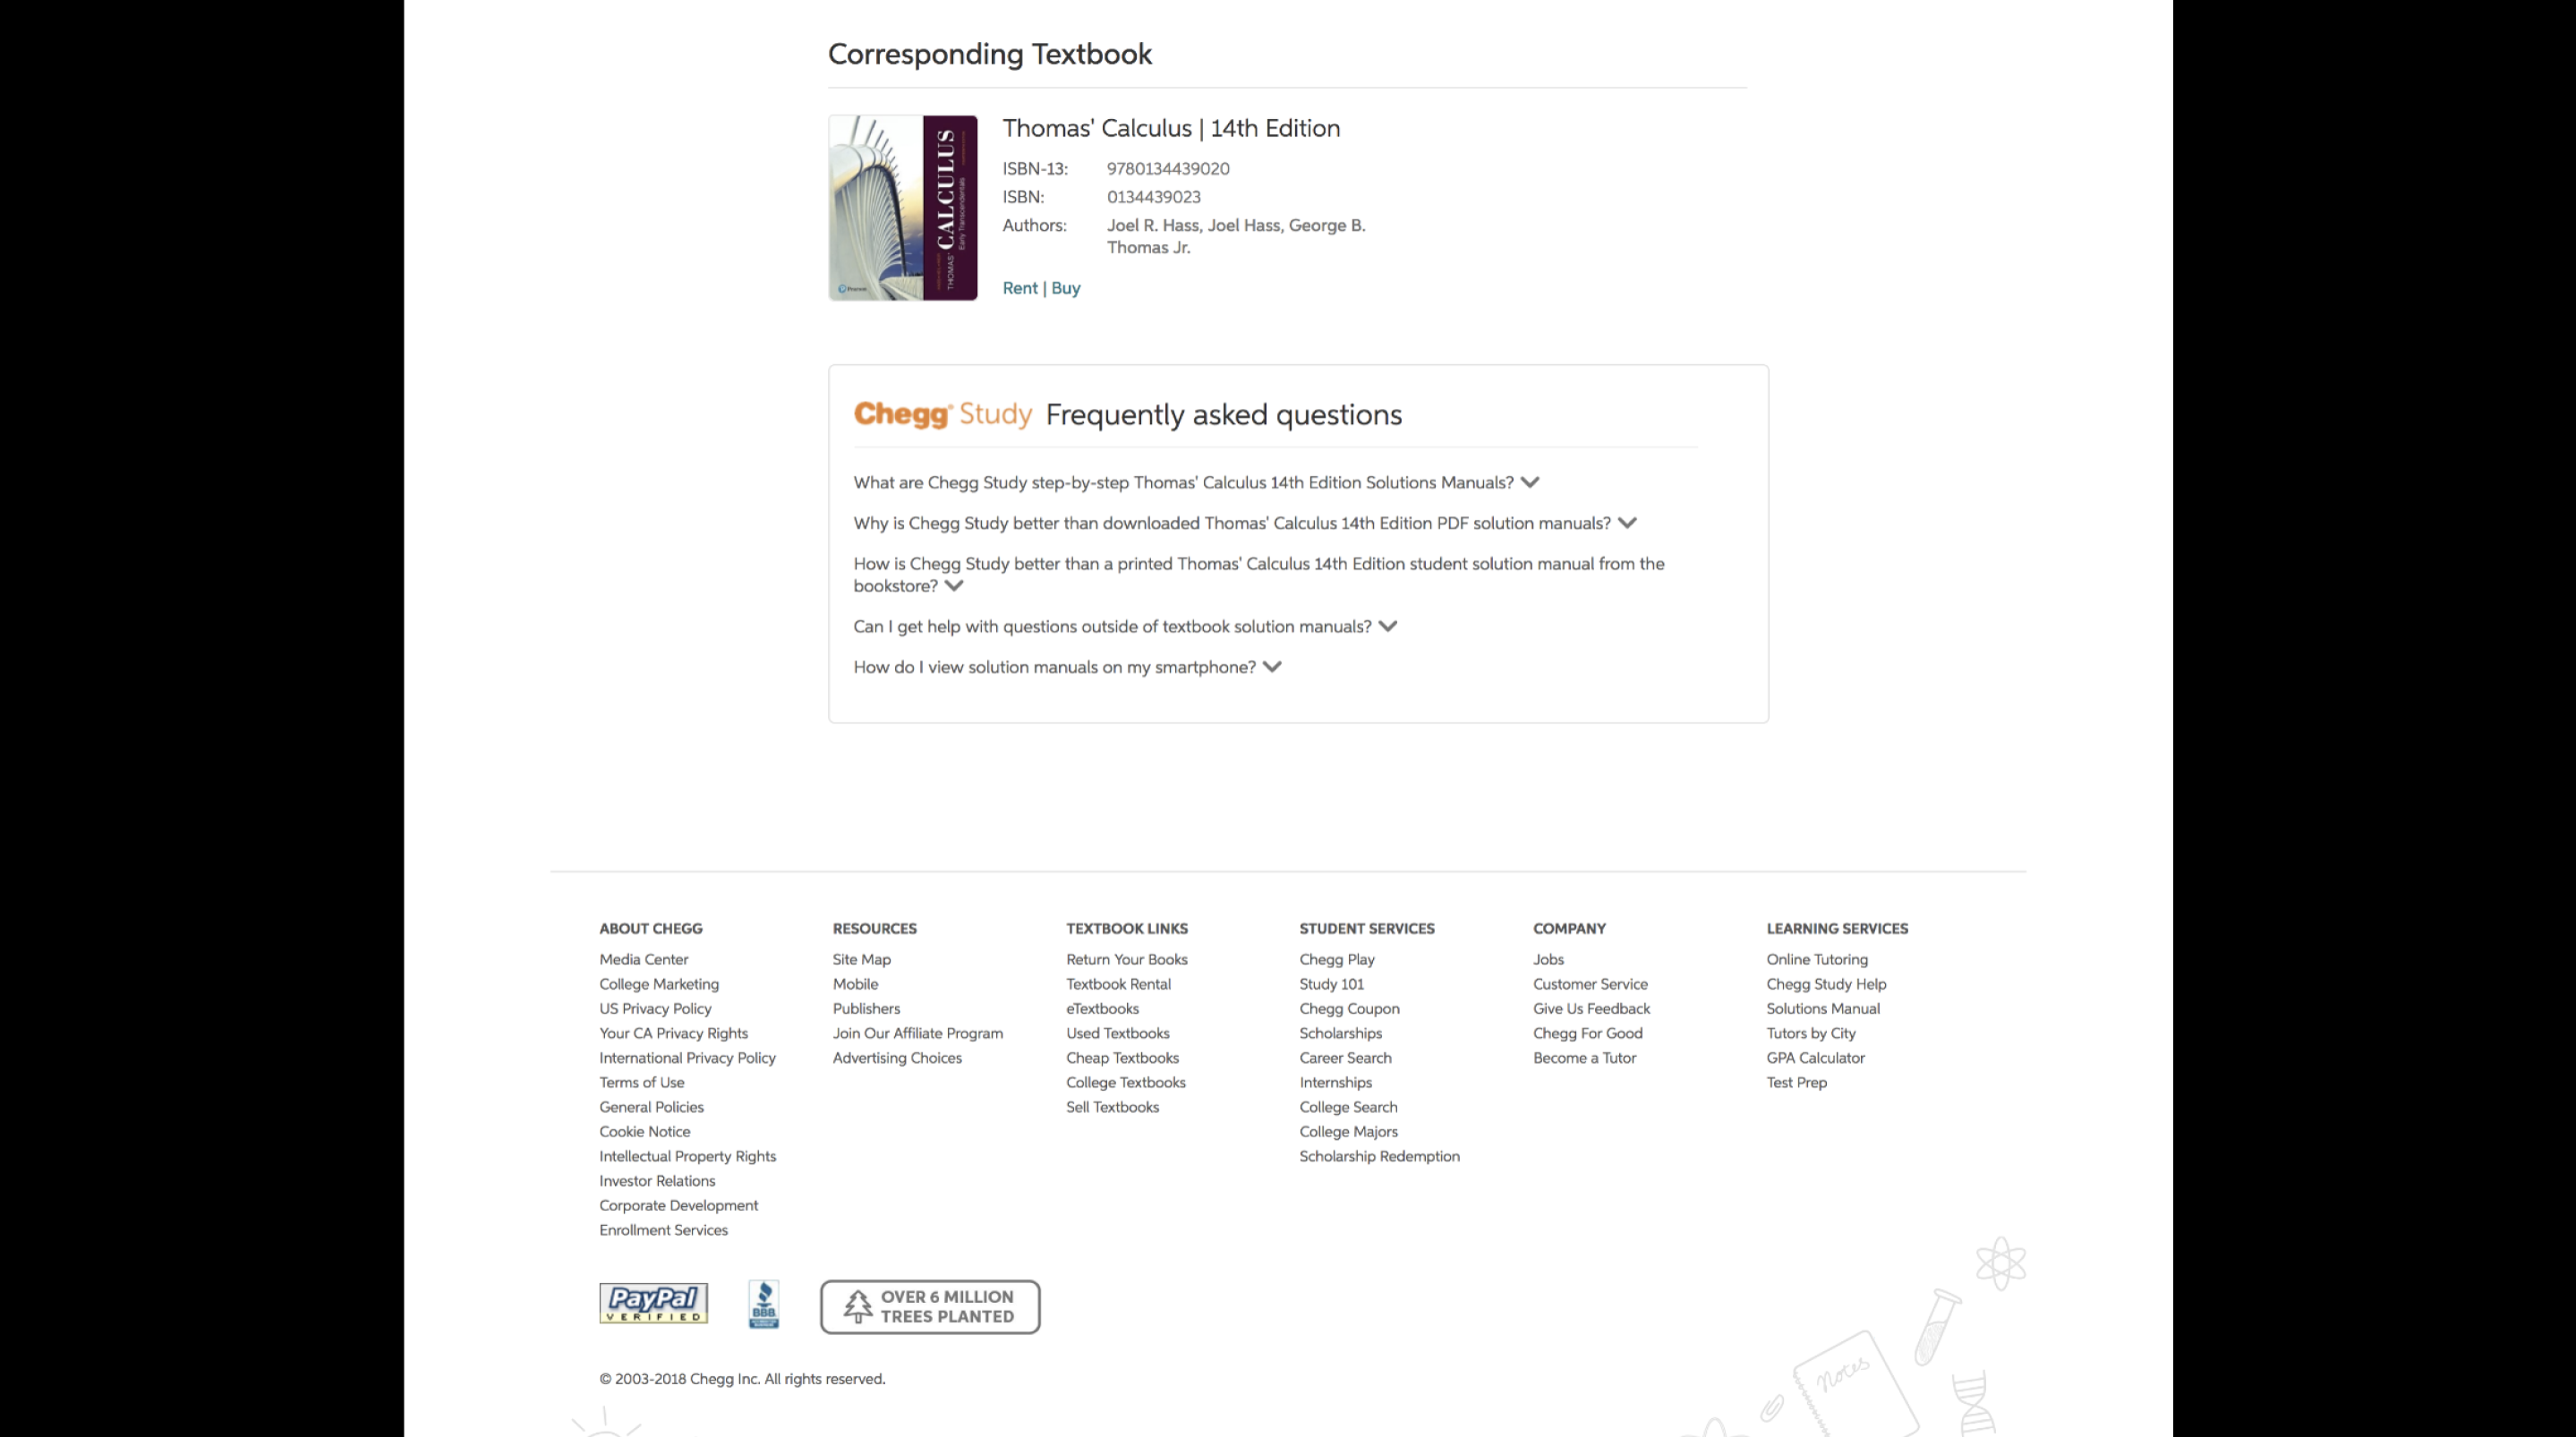 Corresponding Textbook
THOMAS' CALCULUS
Early Transcendentals
Pearson
Thomas' Calculus | 14th Edition
ISBN-13: 9780134439020
ISBN: 0134439023
Authors: Joel R. Hass, Joel Hass, George B.
Thomas Jr.
Rent | Buy
Chegg® Study Frequently asked questions
What are Chegg Study step-by-step Thomas' Calculus 14th Edition Solutions Manuals?
Why is Chegg Study better than downloaded Thomas' Calculus 14th Edition PDF solution manuals?
How is Chegg Study better than a printed Thomas' Calculus 14th Edition student solution manual from the
bookstore?
Can I get help with questions outside of textbook solution manuals?
How do I view solution manuals on my smartphone?
ABOUT CHEGG
Media Center
College Marketing
US Privacy Policy
Your CA Privacy Rights
International Privacy Policy
Terms of Use
General Policies
Cookie Notice
Intellectual Property Rights
Investor Relations
Corporate Development
Enrollment Services
RESOURCES
Site Map
Mobile
Publishers
Join Our Affiliate Program
Advertising Choices
TEXTBOOK LINKS
Return Your Books
Textbook Rental
eTextbooks
Used Textbooks
Cheap Textbooks
College Textbooks
Sell Textbooks
STUDENT SERVICES
Chegg Play
Study 101
Chegg Coupon
Scholarships
Career Search
Internships
College Search
College Majors
Scholarship Redemption
COMPANY
Jobs
Customer Service
Give Us Feedback
Chegg For Good
Become a Tutor
LEARNING SERVICES
Online Tutoring
Chegg Study Help
Solutions Manual
Tutors by City
GPA Calculator
Test Prep
PayPal
VERIFIED
BBB
OVER 6 MILLION
TREES PLANTED
© 2003-2018 Chegg Inc. All rights reserved.
Notes